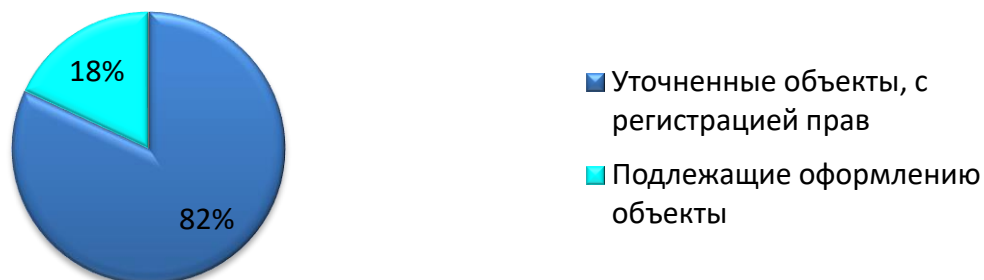 18%
82%
Уточненные объекты, с
регистрацией прав
Подлежащие оформлению
объекты